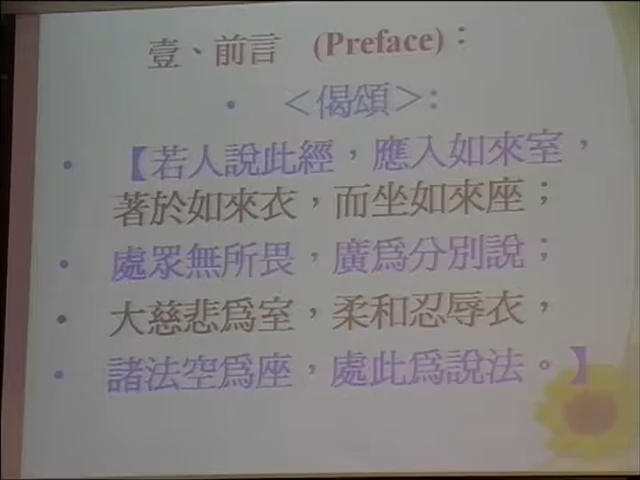 壹、前言 (Preface)：
• <偈頌>：
• 【若人說此經，應入如來室，
著於如來衣，而坐如來座；
• 處眾無所畏，廣為分別說；
• 大慈悲為室，柔和忍辱衣，
• 諸法空為座，處此為說法。】